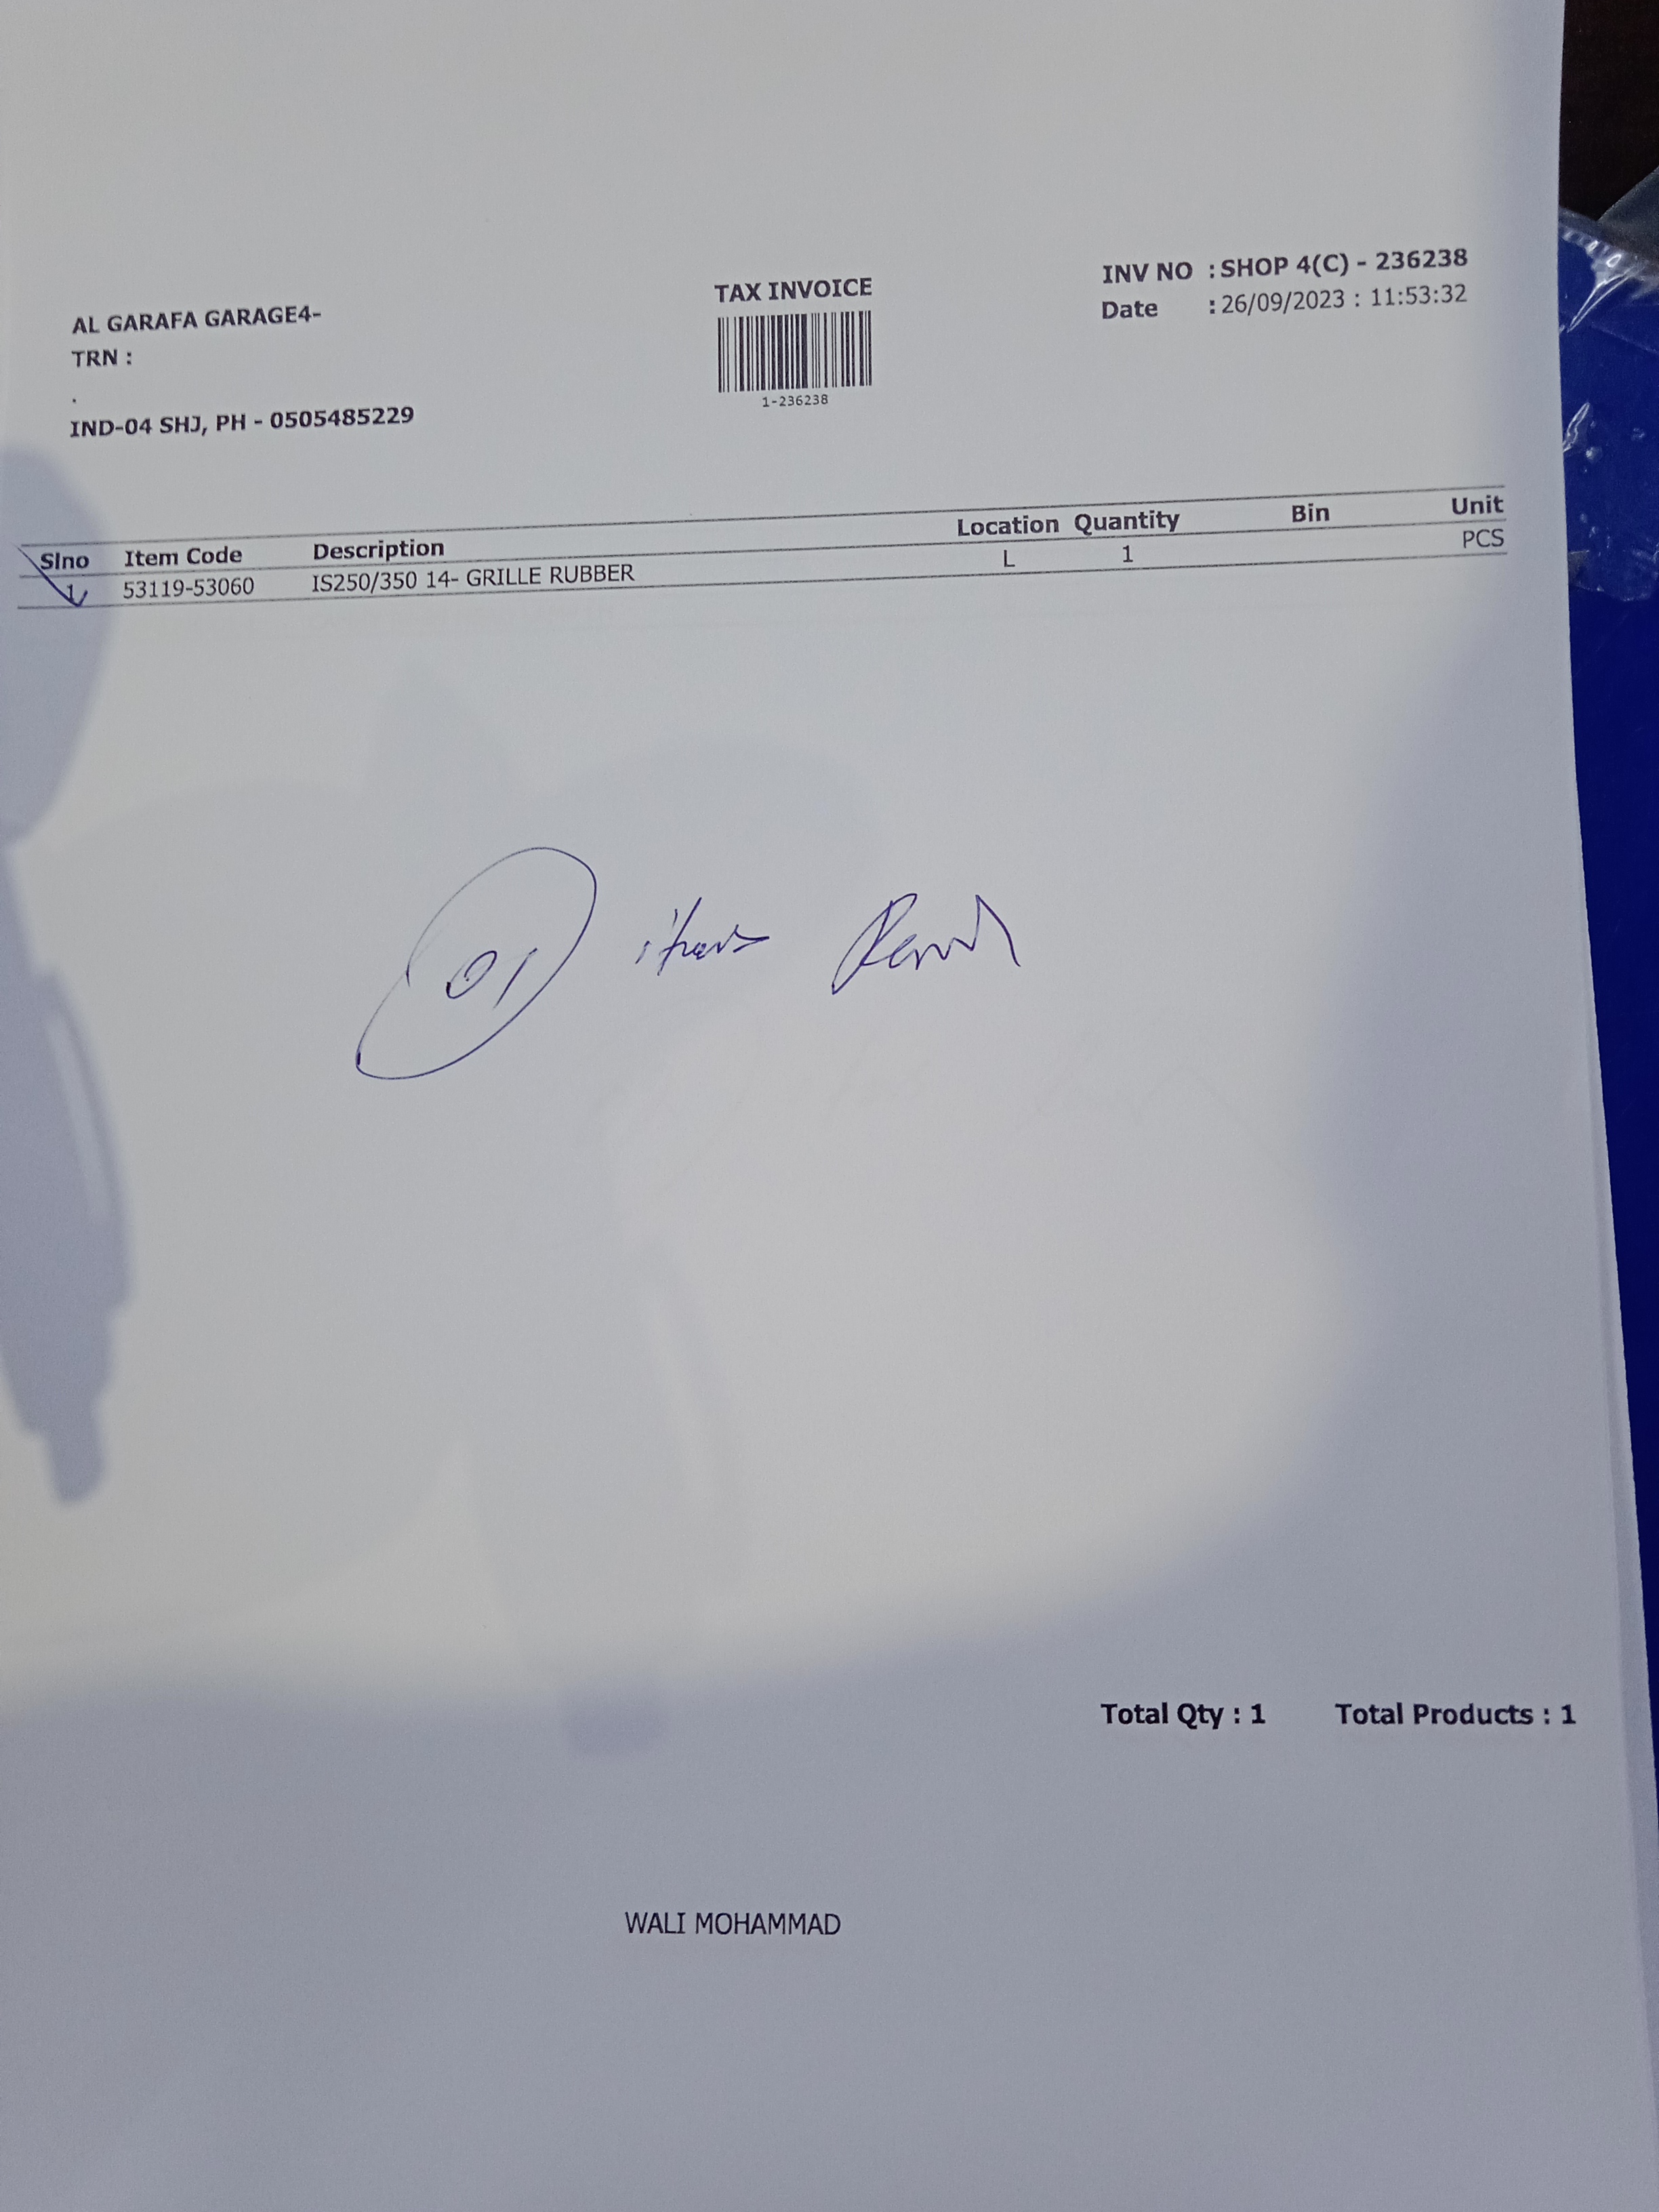 INV NO : SHOP 4(C) - 236238
Date : 26/09/2023 : 11:53:32
TAX INVOICE
1-236238
AL GARAFA GARAGE4-
TRN :
.
IND-04 SHJ, PH - 0505485229
Slno Item Code Description Location Quantity Bin Unit
1 53119-53060 IS250/350 14- GRILLE RUBBER L 1 PCS
01
Total Qty : 1 Total Products : 1
WALI MOHAMMAD